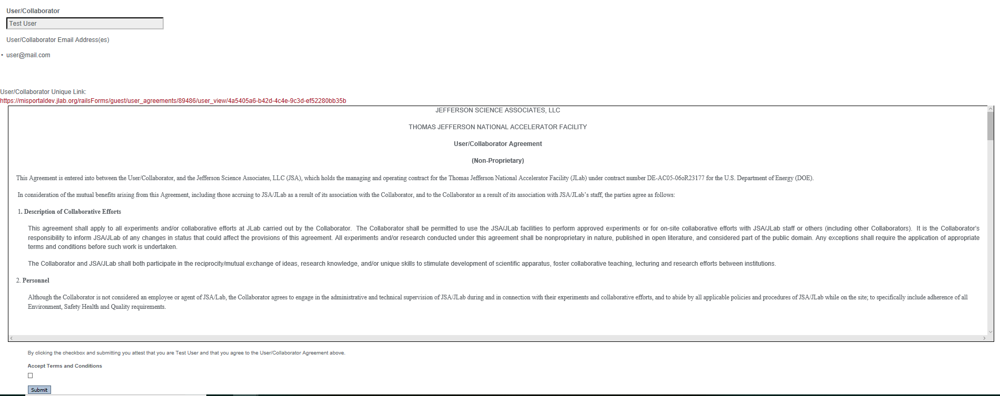 User/Collaborator
Test User
User/Collaborator Email Address(es)
• user@mail.com
User/Collaborator Unique Link:
https://misportaldev.jlab.org/railsForms/guest/user_agreements/89486/user_view/4a5405a6-b42d-4c4e-9c3d-ef52280bb35b
JEFFERSON SCIENCE ASSOCIATES, LLC
THOMAS JEFFERSON NATIONAL ACCELERATOR FACILITY
User/Collaborator Agreement
(Non-Proprietary)
This Agreement is entered into between the User/Collaborator, and the Jefferson Science Associates, LLC (JSA), which holds the managing and operating contract for the Thomas Jefferson National Accelerator Facility (JLab) under contract number DE-AC05-06oR23177 for the U.S. Department of Energy (DOE).
In consideration of the mutual benefits arising from this Agreement, including those accruing to JSA/JLab as a result of its association with the Collaborator, and to the Collaborator as a result of its association with JSA/JLab's staff, the parties agree as follows:
1. Description of Collaborative Efforts
This agreement shall apply to all experiments and/or collaborative efforts at JLab carried out by the Collaborator. The Collaborator shall be permitted to use the JSA/JLab facilities to perform approved experiments or for on-site collaborative efforts with JSA/JLab staff or others (including other Collaborators). It is the Collaborator's
responsibility to inform JSA/JLab of any changes in status that could affect the provisions of this agreement. All experiments and/or research conducted under this agreement shall be nonproprietary in nature, published in open literature, and considered part of the public domain. Any exceptions shall require the application of appropriate
terms and conditions before such work is undertaken.
The Collaborator and JSA/JLab shall both participate in the reciprocity/mutual exchange of ideas, research knowledge, and/or unique skills to stimulate development of scientific apparatus, foster collaborative teaching, lecturing and research efforts between institutions.
2. Personnel
Although the Collaborator is not considered an employee or agent of JSA/Lab, the Collaborator agrees to engage in the administrative and technical supervision of JSA/JLab during and in connection with their experiments and collaborative efforts, and to abide by all applicable policies and procedures of JSA/JLab while on the site; to specifically include adherence of all
Environment, Safety Health and Quality requirements.
By clicking the checkbox and submitting you attest that you are Test User and that you agree to the User/Collaborator Agreement above.
Accept Terms and Conditions
Submit